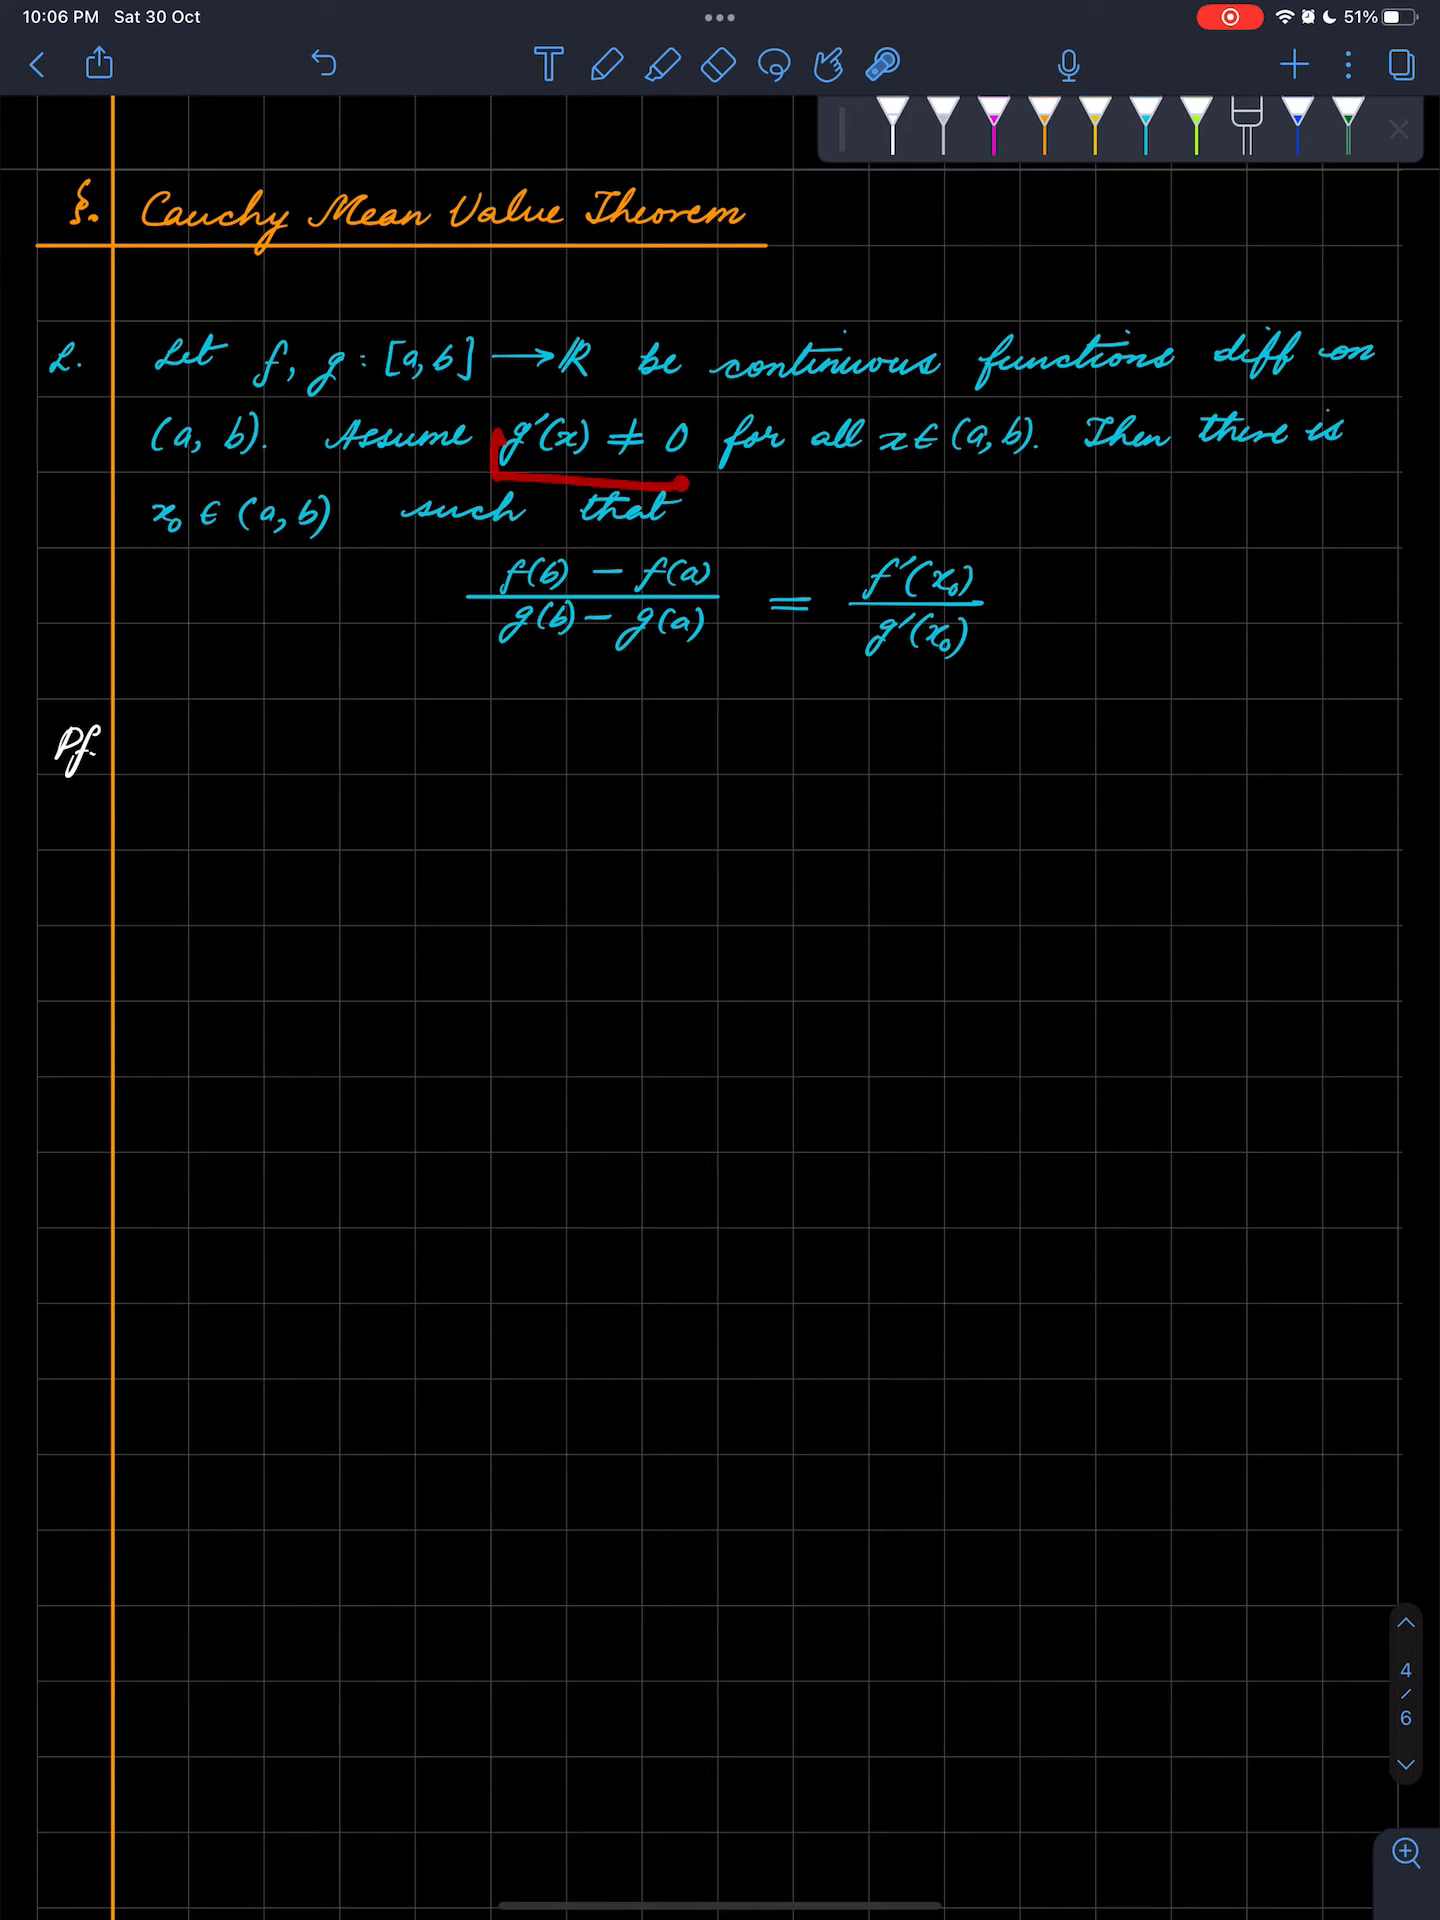 10:06 PM Sat 30 Oct
51%
§. Cauchy Mean Value Theorem
L. Let f, g : [a, b] → ℝ be continuous functions diff on
(a, b). Assume g'(x) ≠ 0 for all x ∈ (a, b). Then there is
x₀ ∈ (a, b) such that
f(b) − f(a) / g(b) − g(a) = f'(x₀) / g'(x₀)
Pf.
4
/
6